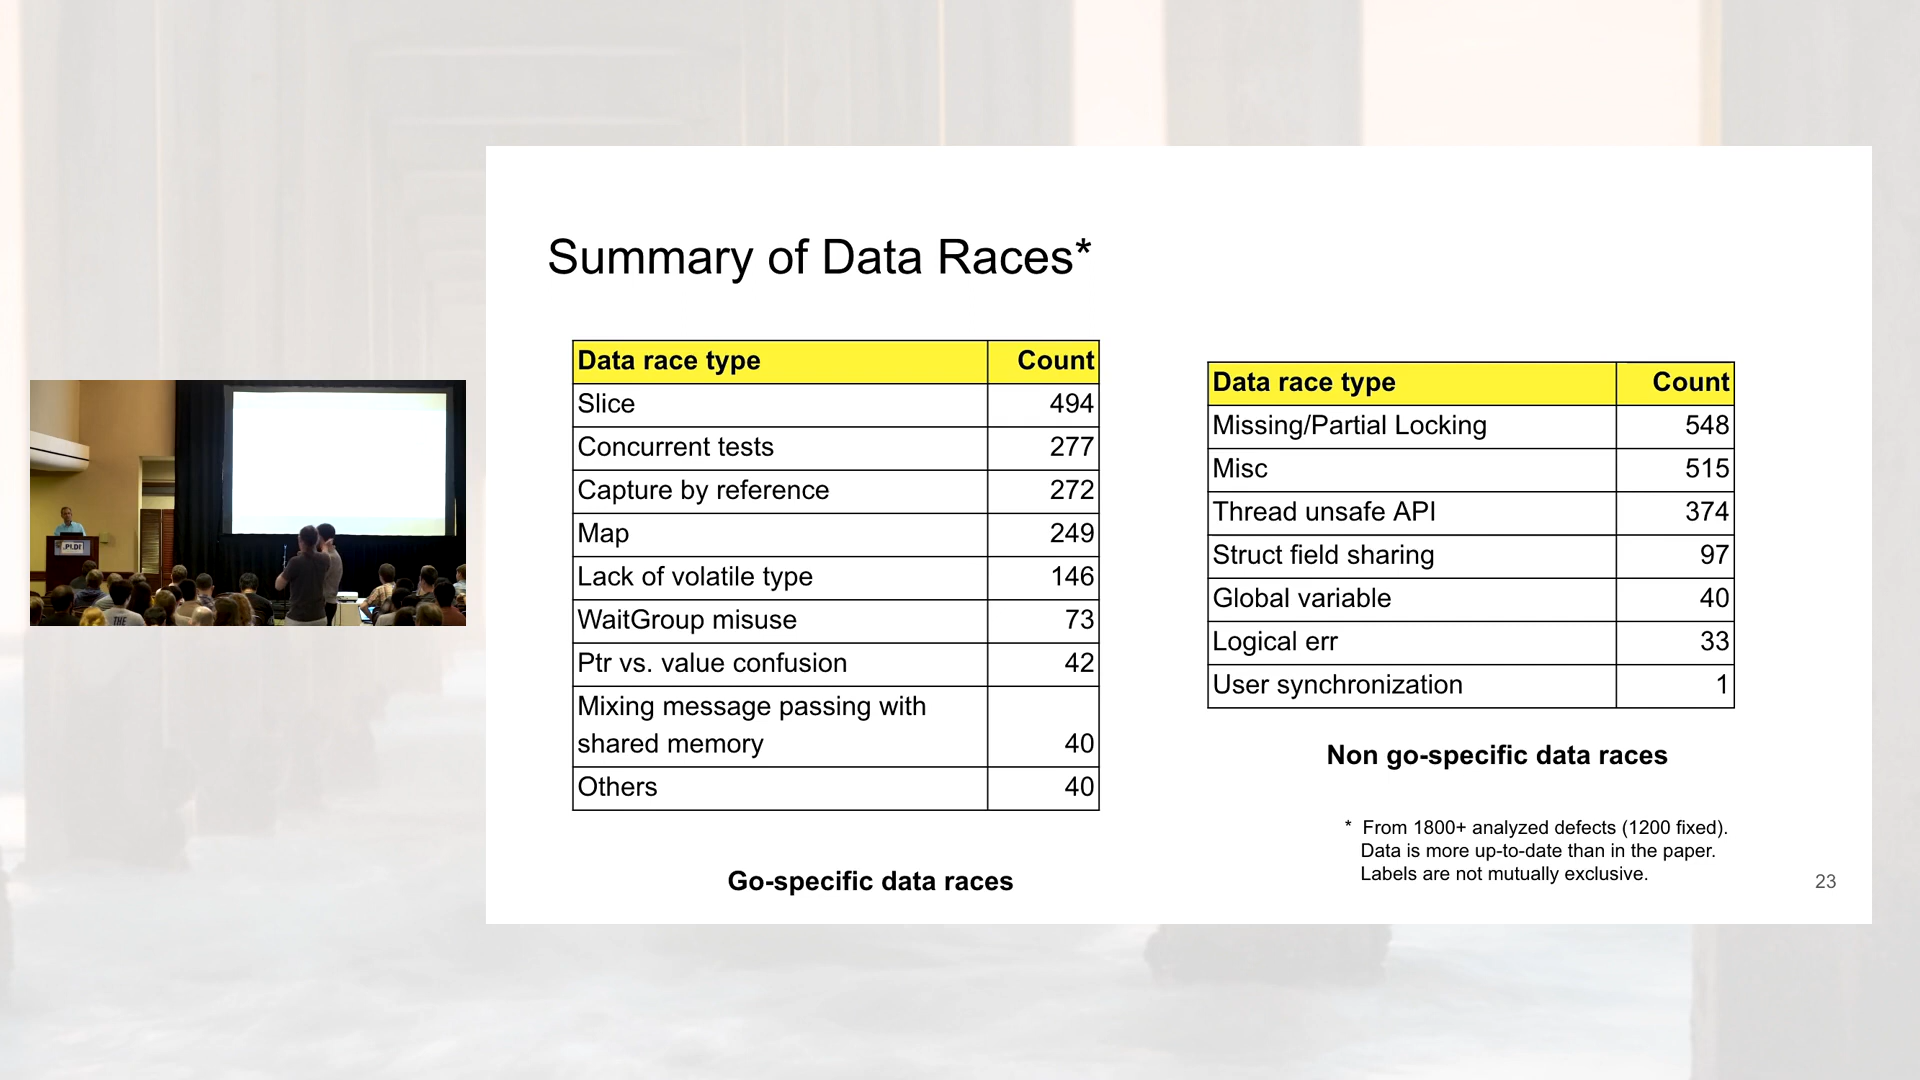 Summary of Data Races*
Data race type Count
Slice 494
Concurrent tests 277
Capture by reference 272
Map 249
Lack of volatile type 146
WaitGroup misuse 73
Ptr vs. value confusion 42
Mixing message passing with
shared memory 40
Others 40
Go-specific data races
Data race type Count
Missing/Partial Locking 548
Misc 515
Thread unsafe API 374
Struct field sharing 97
Global variable 40
Logical err 33
User synchronization 1
Non go-specific data races
* From 1800+ analyzed defects (1200 fixed).
Data is more up-to-date than in the paper.
Labels are not mutually exclusive.
23
THE